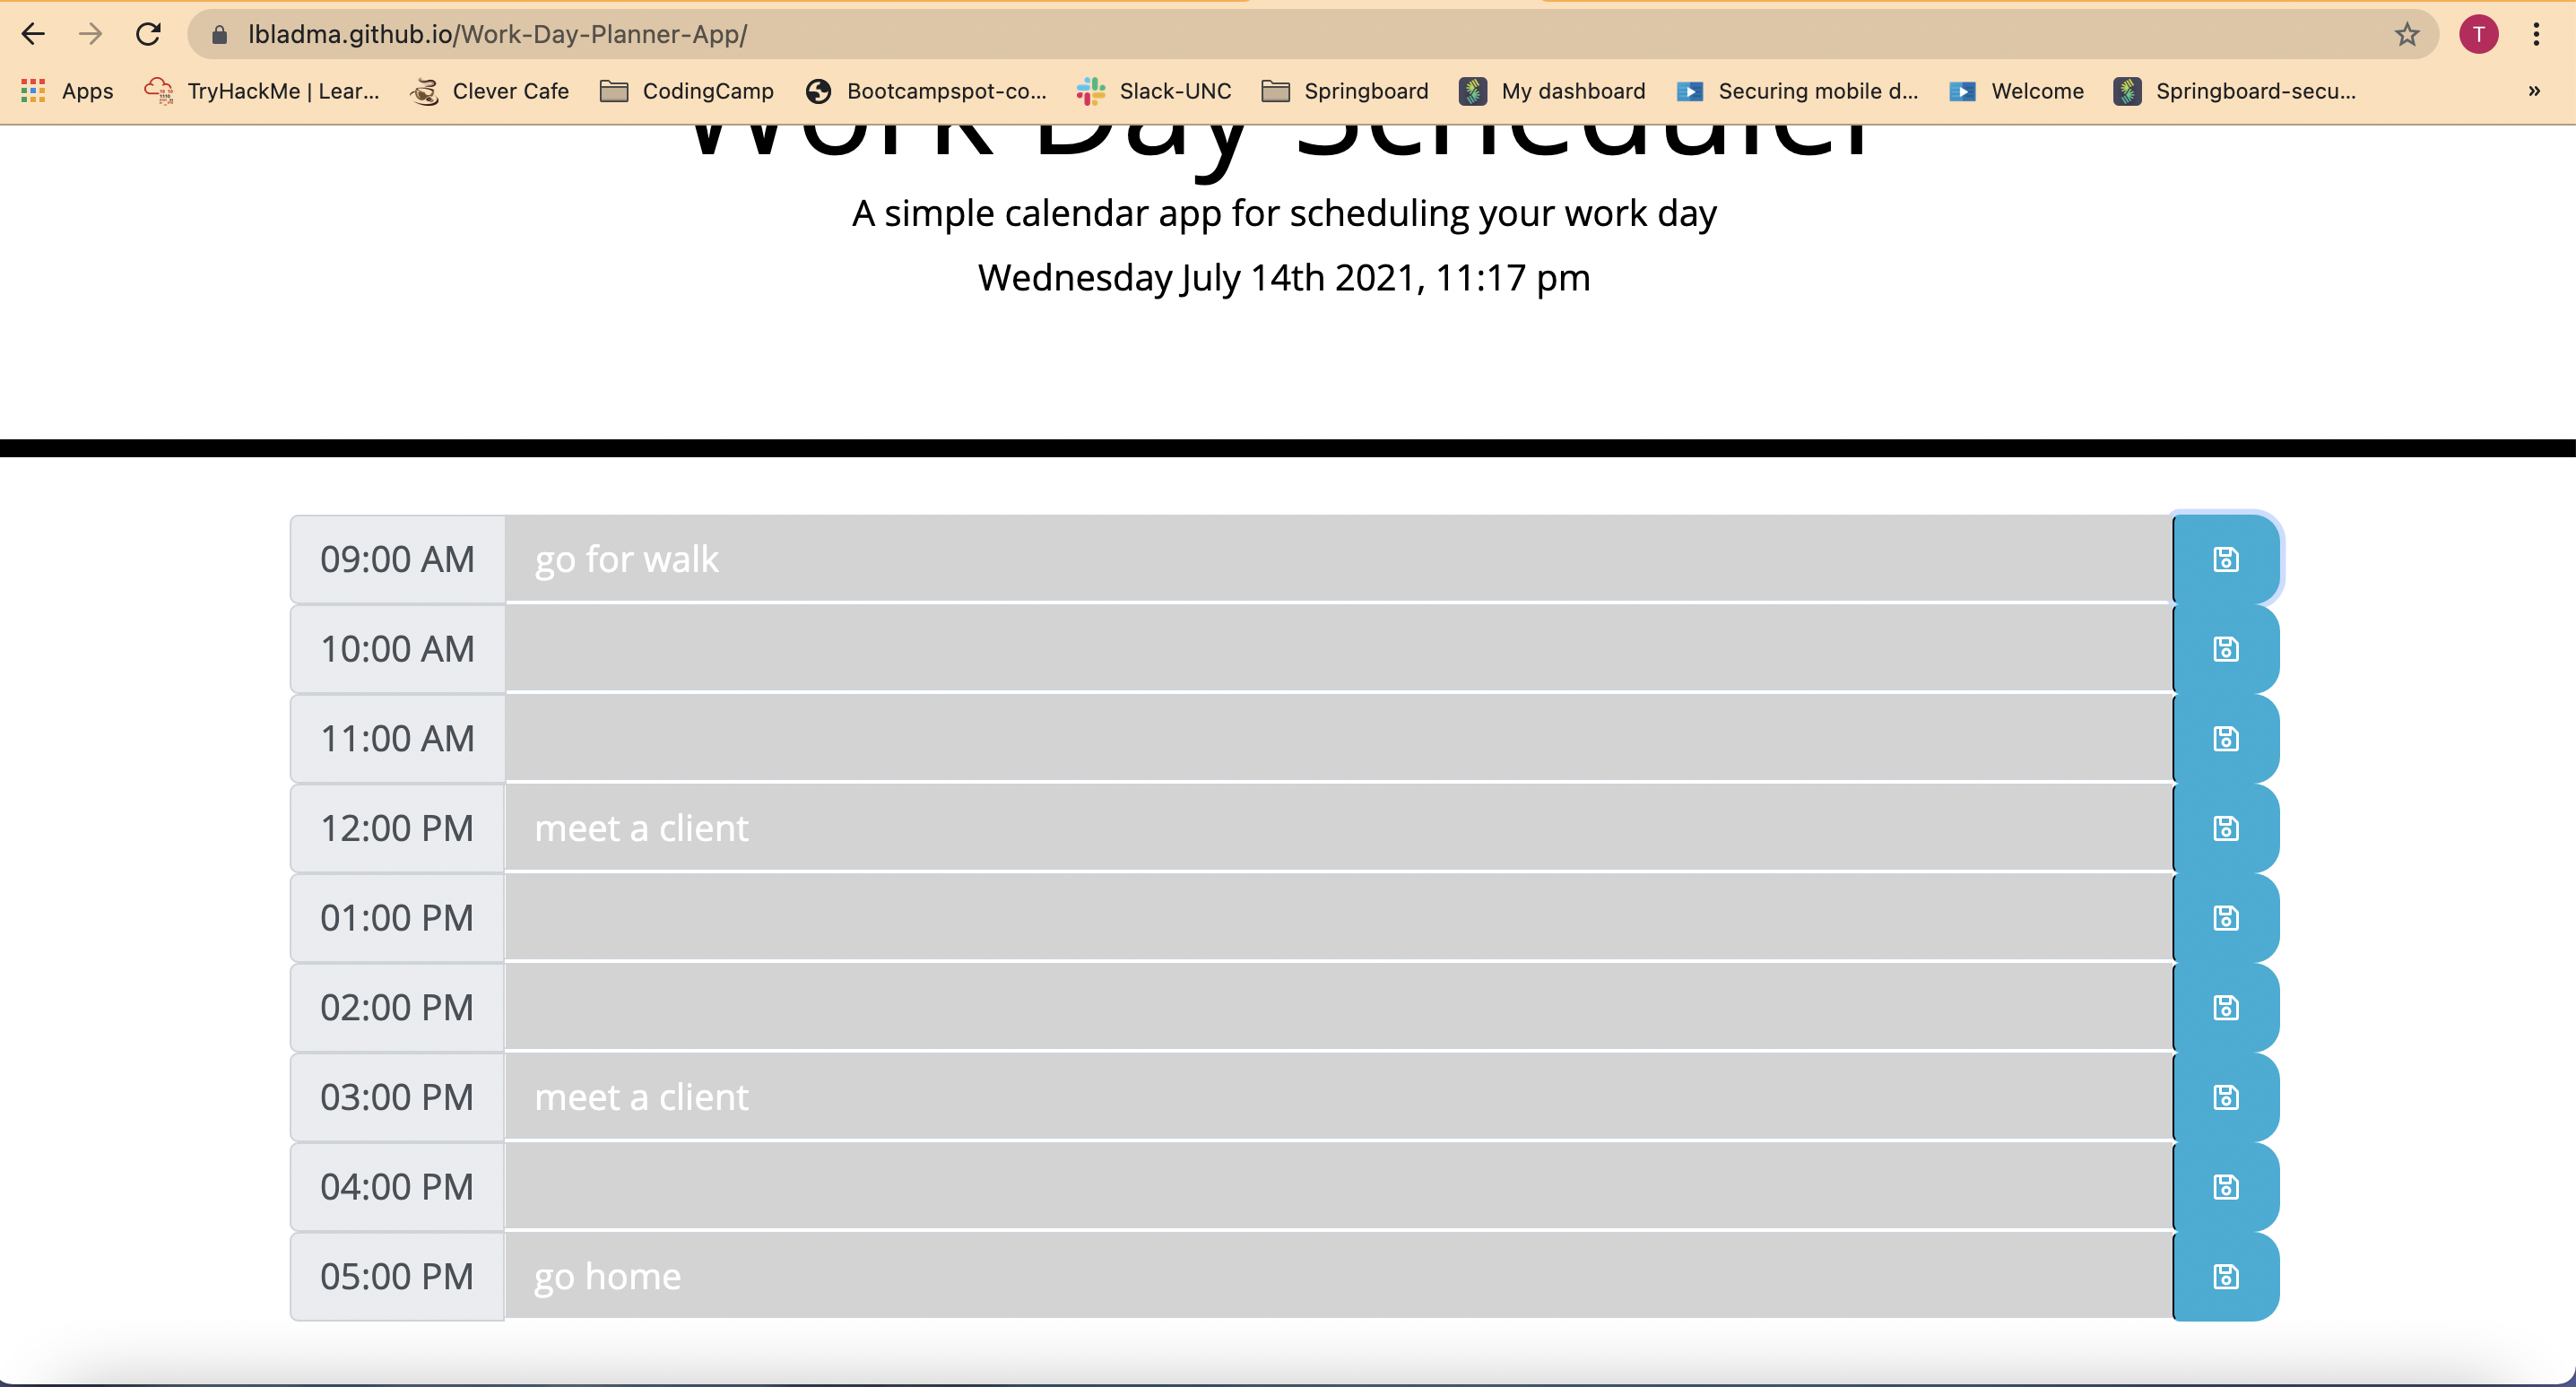 lbladma.github.io/Work-Day-Planner-App/
T
Apps TryHackMe | Lear... Clever Cafe CodingCamp Bootcampspot-co... Slack-UNC Springboard My dashboard Securing mobile d... Welcome Springboard-secu... »
Work Day Scheduler
A simple calendar app for scheduling your work day
Wednesday July 14th 2021, 11:17 pm
09:00 AM go for walk
10:00 AM
11:00 AM
12:00 PM meet a client
01:00 PM
02:00 PM
03:00 PM meet a client
04:00 PM
05:00 PM go home